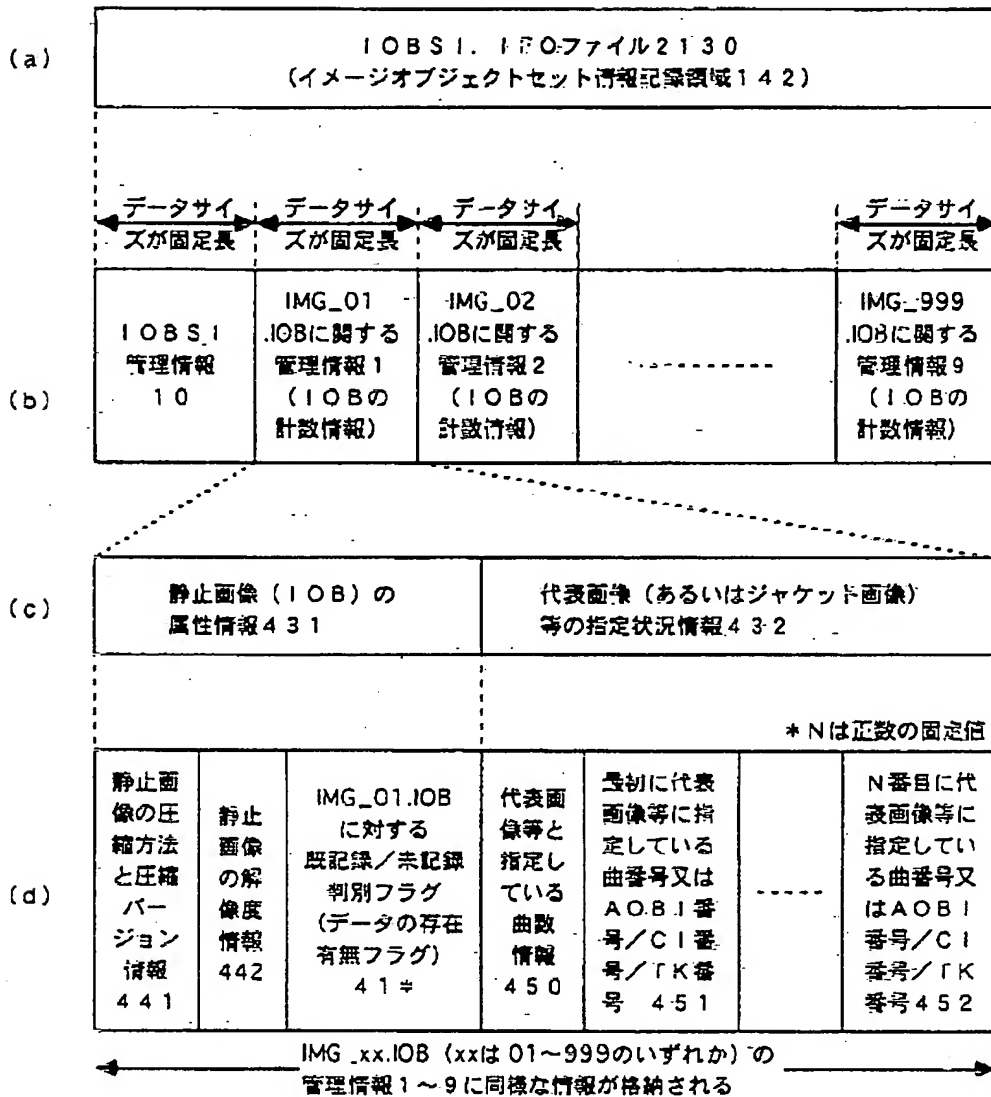 (a)
IOBSI. IFOファイル2130
(イメージオブジェクトセット情報記録領域142)
データサイ
ズが固定長
データサイ
ズが固定長
データサイ
ズが固定長
データサイ
ズが固定長
(b)
IOBSI
管理情報
10
IMG_01
.IOBに関する
管理情報1
(IOBの
計数情報)
IMG_02
.IOBに関する
管理情報2
(IOBの
計数情報)
IMG_999
.IOBに関する
管理情報9
(IOBの
計数情報)
(c)
静止画像(IOB)の
属性情報431
代表画像(あるいはジャケット画像)
等の指定状況情報432
*Nは正数の固定値
(d)
静止画
像の圧
縮方法
と圧縮
バー
ジョン
情報
441
静止
画像
の解
像度
情報
442
IMG_01.IOB
に対する
既記録/未記録
判別フラグ
(データの存在
有無フラグ)
41*
代表画
像等と
指定し
ている
曲数
情報
450
最初に代表
画像等に指
定している
曲番号又は
AOBI番
号/CI番
号/TK番
号 451
N番目に代
表画像等に
指定してい
る曲番号又
はAOBI
番号/CI
番号/TK
番号452
IMG_xx.IOB(xxは01~999のいずれか)の
管理情報1~9に同様な情報が格納される